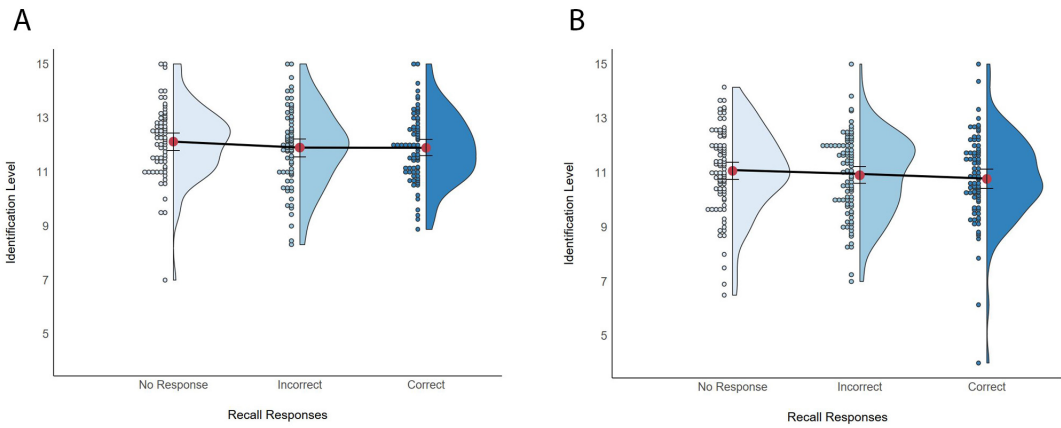 A
15
13
11
9
7
5
Identification Level
No Response
Incorrect
Correct
Recall Responses
B
15
13
11
9
7
5
Identification Level
No Response
Incorrect
Correct
Recall Responses